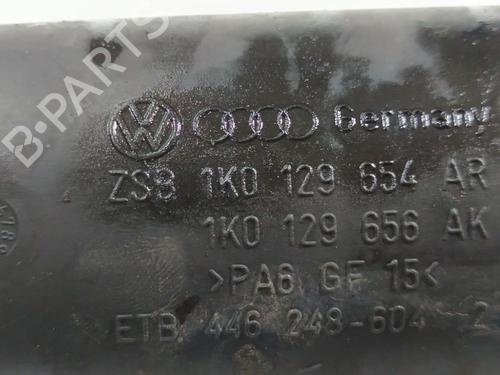 B-PARTS
Germany
ZSB 1K0 129 654 AR
1K0 129 656 AK
>PA6 GF 15<
ETB 446 248-604 2